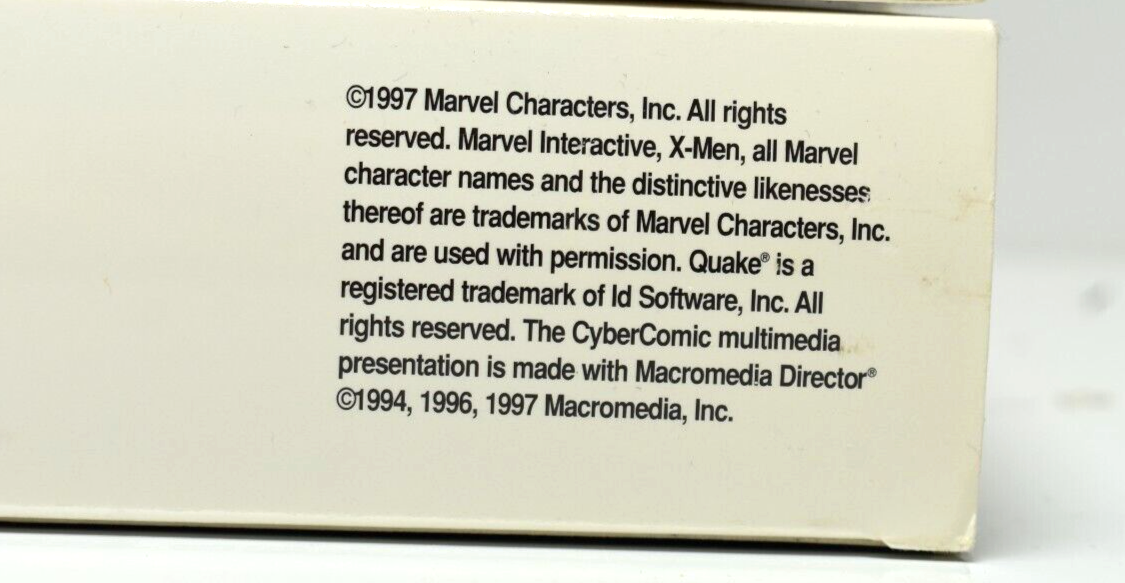 ©1997 Marvel Characters, Inc. All rights
reserved. Marvel Interactive, X-Men, all Marvel
character names and the distinctive likenesses
thereof are trademarks of Marvel Characters, Inc.
and are used with permission. Quake® is a
registered trademark of Id Software, Inc. All
rights reserved. The CyberComic multimedia
presentation is made with Macromedia Director®
©1994, 1996, 1997 Macromedia, Inc.